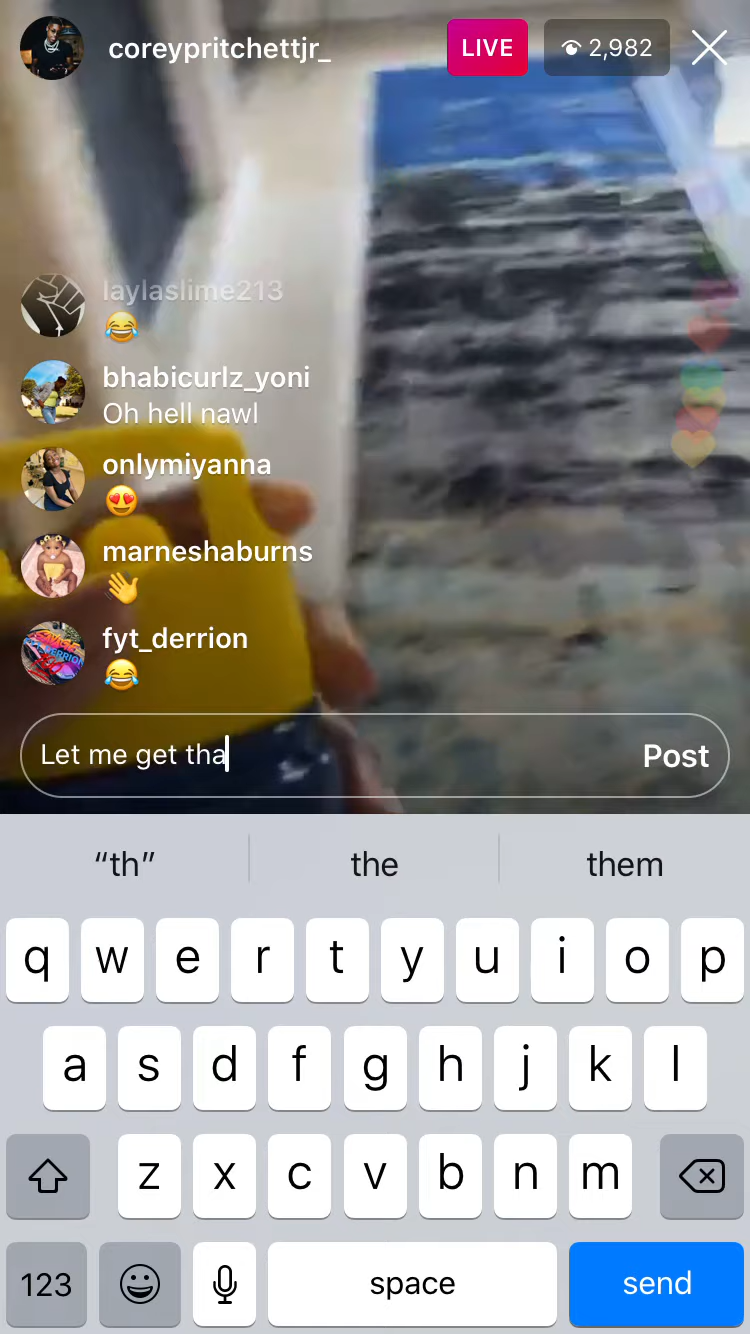 coreypritchettjr_
LIVE
2,982
laylaslime213
😂
bhabicurlz_yoni
Oh hell nawl
onlymiyanna
😍
marneshaburns
👋
fyt_derrion
😂
Let me get tha
Post
“th”
the
them
q w e r t y u i o p
a s d f g h j k l
z x c v b n m
123
space
send